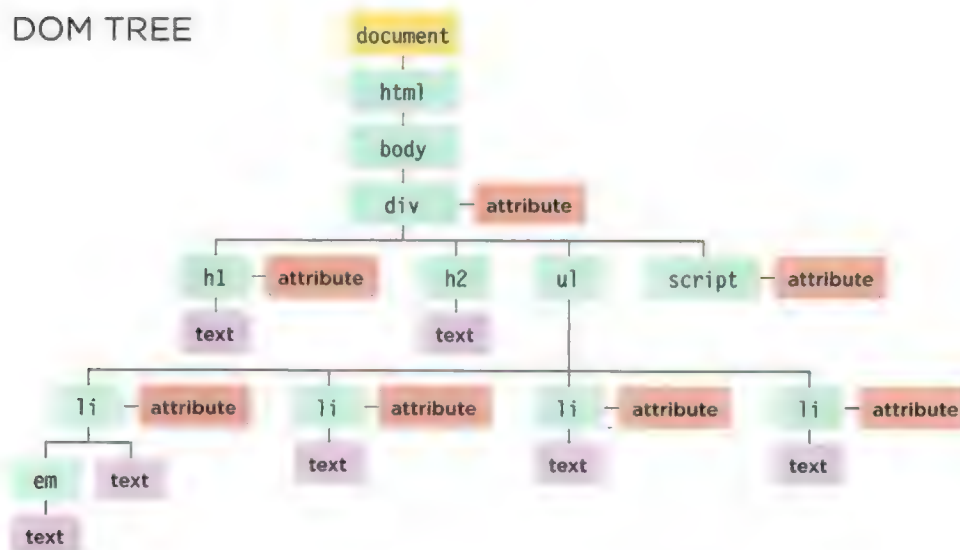 DOM TREE
document
html
body
div attribute
h1 attribute h2 ul script attribute
text text
li attribute li attribute li attribute li attribute
text text text
em text
text